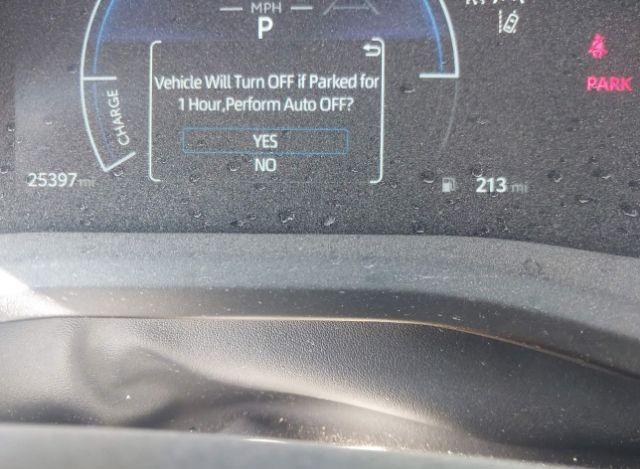 MPH
P
Vehicle Will Turn OFF if Parked for
1 Hour,Perform Auto OFF?
YES
NO
CHARGE
PARK
25397 mi
213 mi